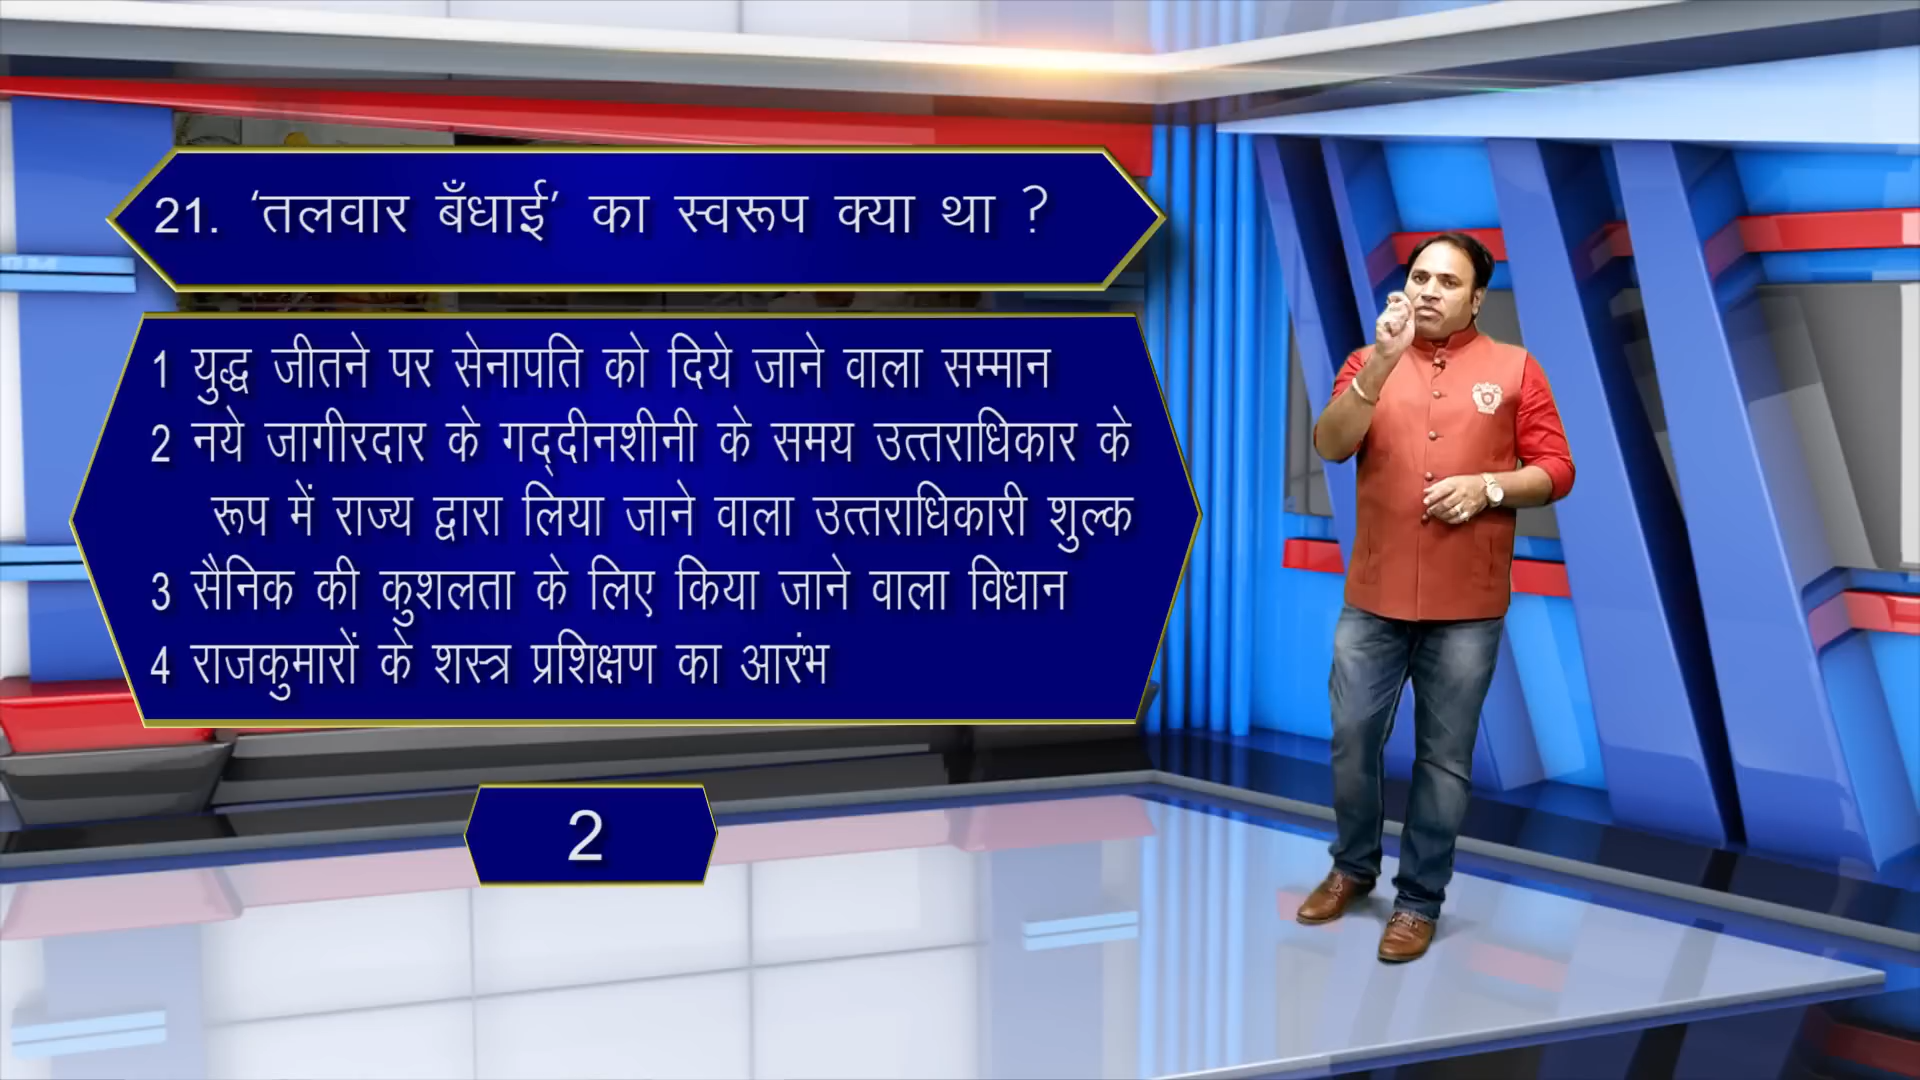 21. ‘तलवार बँधाई’ का स्वरूप क्या था ?
1 युद्ध जीतने पर सेनापति को दिये जाने वाला सम्मान
2 नये जागीरदार के गद्‌दीनशीनी के समय उत्तराधिकार के
रूप में राज्य द्वारा लिया जाने वाला उत्तराधिकारी शुल्क
3 सैनिक की कुशलता के लिए किया जाने वाला विधान
4 राजकुमारों के शस्त्र प्रशिक्षण का आरंभ
2